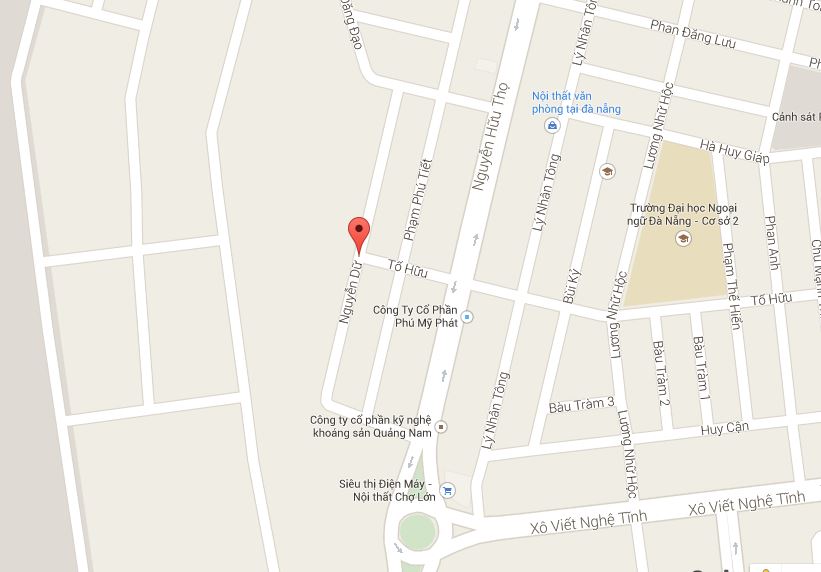 Đăng Đạo
Lý Nhân Tông
Phan Đăng Lưu
Nội thất văn
phòng tại đà nẵng
Nguyễn Hữu Thọ
Lương Nhữ Hộc
Cảnh sát
Hà Huy Giáp
Phạm Phú Tiết
Lý Nhân Tông
Trường Đại học Ngoại
ngữ Đà Nẵng - Cơ sở 2
Phan Anh
Phạm Thế Hiển
Tố Hữu
Nguyễn Dữ
Bùi Kỷ
Lương Nhữ Hộc
Tố Hữu
Công Ty Cổ Phần
Phú Mỹ Phát
Bàu Tràm 2
Bàu Tràm 1
Lý Nhân Tông
Bàu Tràm 3
Lương Nhữ Hộc
Huy Cận
Công ty cổ phần kỹ nghệ
khoáng sản Quảng Nam
Siêu thị Điện Máy -
Nội thất Chợ Lớn
Xô Viết Nghệ Tĩnh
Xô Viết Nghệ Tĩnh